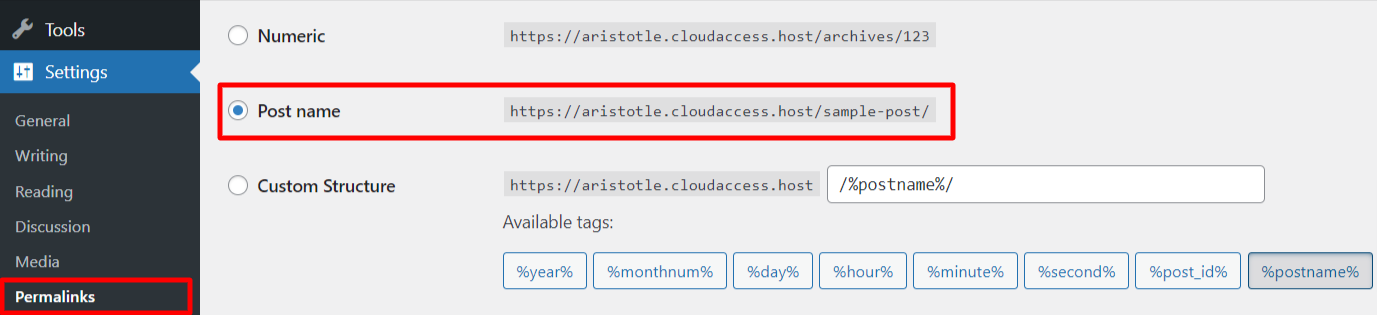 Tools
Settings
General
Writing
Reading
Discussion
Media
Permalinks
Numeric https://aristotle.cloudaccess.host/archives/123
Post name https://aristotle.cloudaccess.host/sample-post/
Custom Structure https://aristotle.cloudaccess.host /%postname%/
Available tags:
%year% %monthnum% %day% %hour% %minute% %second% %post_id% %postname%